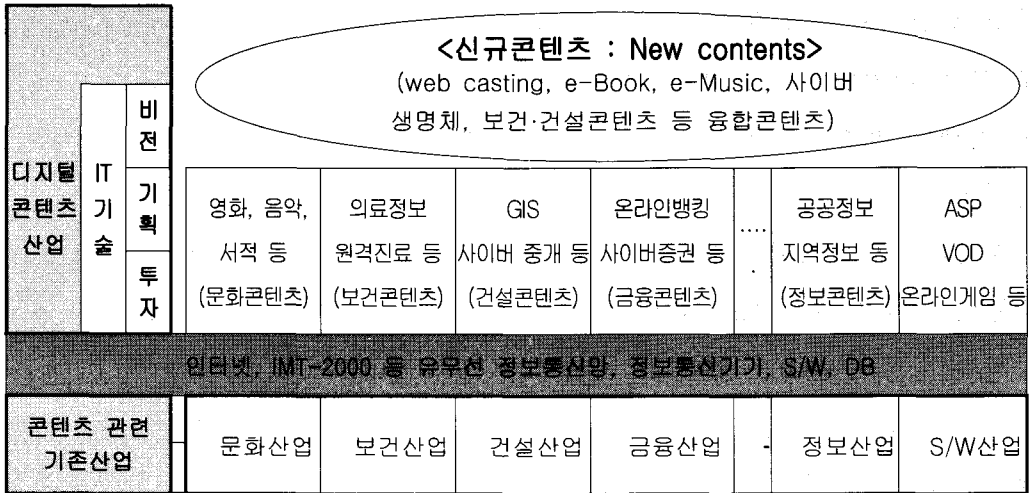 <신규콘텐츠 : New contents>
(web casting, e-Book, e-Music, 사이버
생명체, 보건·건설콘텐츠 등 융합콘텐츠)
디지털
콘텐츠
산업
IT
기
술
비
전
기
획
투
자
영화, 음악,
서적 등
(문화콘텐츠)
의료정보
원격진료 등
(보건콘텐츠)
GIS
사이버 중개 등
(건설콘텐츠)
온라인뱅킹
사이버증권 등
(금융콘텐츠)
....
.
공공정보
지역정보 등
(정보콘텐츠)
ASP
VOD
온라인게임 등
인터넷, IMT-2000 등 유무선 정보통신망, 정보통신기기, S/W, DB
콘텐츠 관련
기존산업
문화산업
보건산업
건설산업
금융산업
-
정보산업
S/W산업